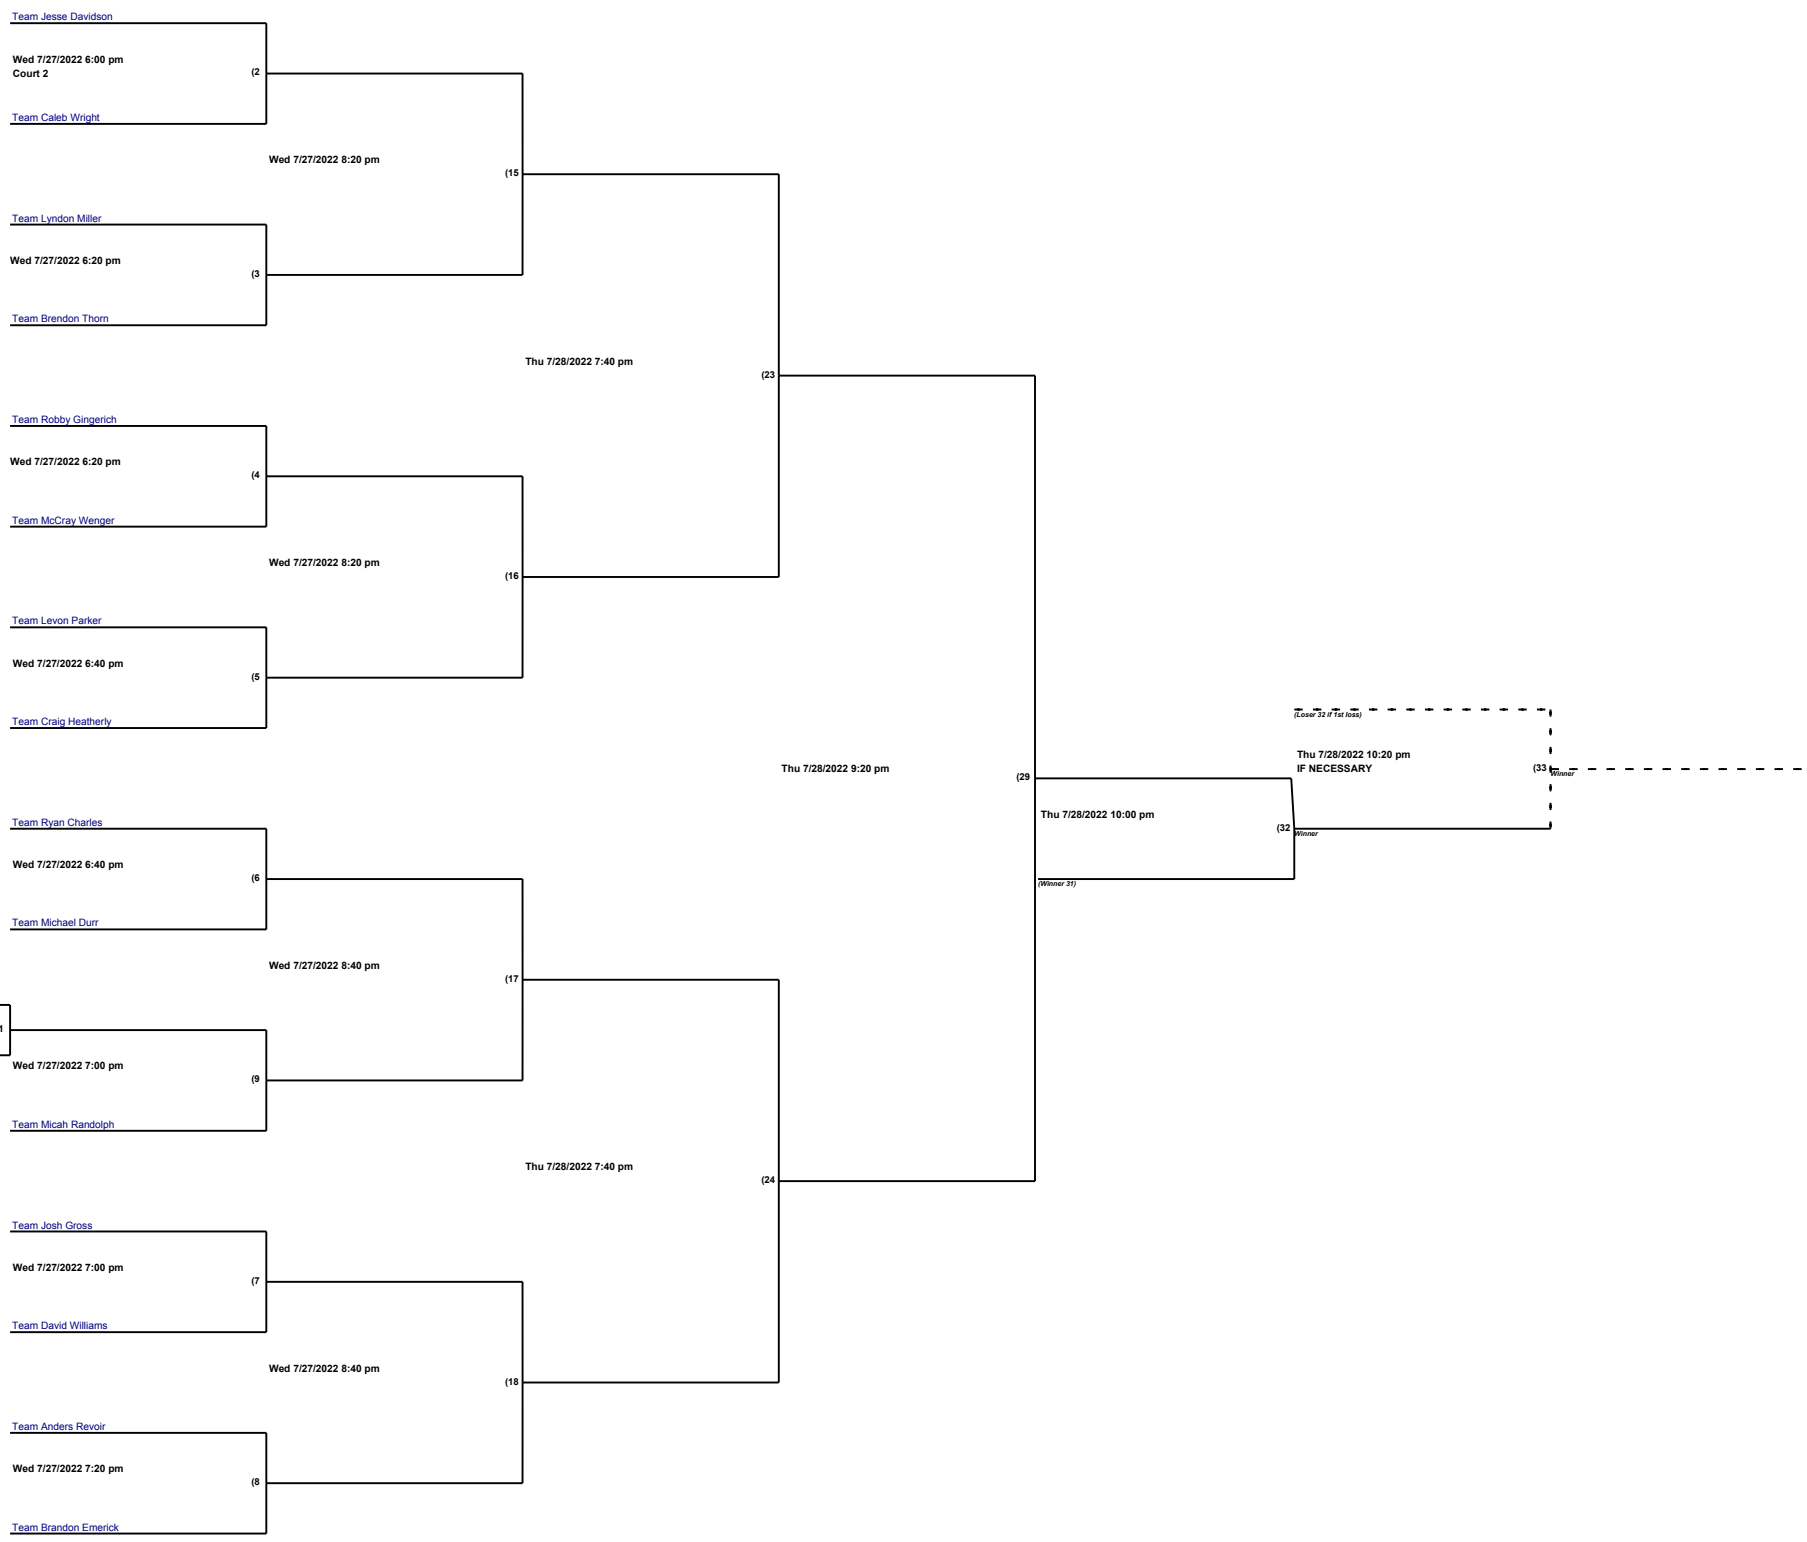 Team Jesse Davidson
Wed 7/27/2022 6:00 pm
Court 2
(2
Team Caleb Wright
Wed 7/27/2022 8:20 pm
(15
Team Lyndon Miller
Wed 7/27/2022 6:20 pm
(3
Team Brendon Thorn
Thu 7/28/2022 7:40 pm
(23
Team Robby Gingerich
Wed 7/27/2022 6:20 pm
(4
Team McCray Wenger
Wed 7/27/2022 8:20 pm
(16
Team Levon Parker
Wed 7/27/2022 6:40 pm
(5
Team Craig Heatherly
(Loser 32 if 1st loss)
Thu 7/28/2022 10:20 pm
IF NECESSARY
(33
Winner
Thu 7/28/2022 9:20 pm
(29
Thu 7/28/2022 10:00 pm
(32
Winner
(Winner 31)
Team Ryan Charles
Wed 7/27/2022 6:40 pm
(6
Team Michael Durr
Wed 7/27/2022 8:40 pm
(17
1
Wed 7/27/2022 7:00 pm
(9
Team Micah Randolph
Thu 7/28/2022 7:40 pm
(24
Team Josh Gross
Wed 7/27/2022 7:00 pm
(7
Team David Williams
Wed 7/27/2022 8:40 pm
(18
Team Anders Revoir
Wed 7/27/2022 7:20 pm
(8
Team Brandon Emerick